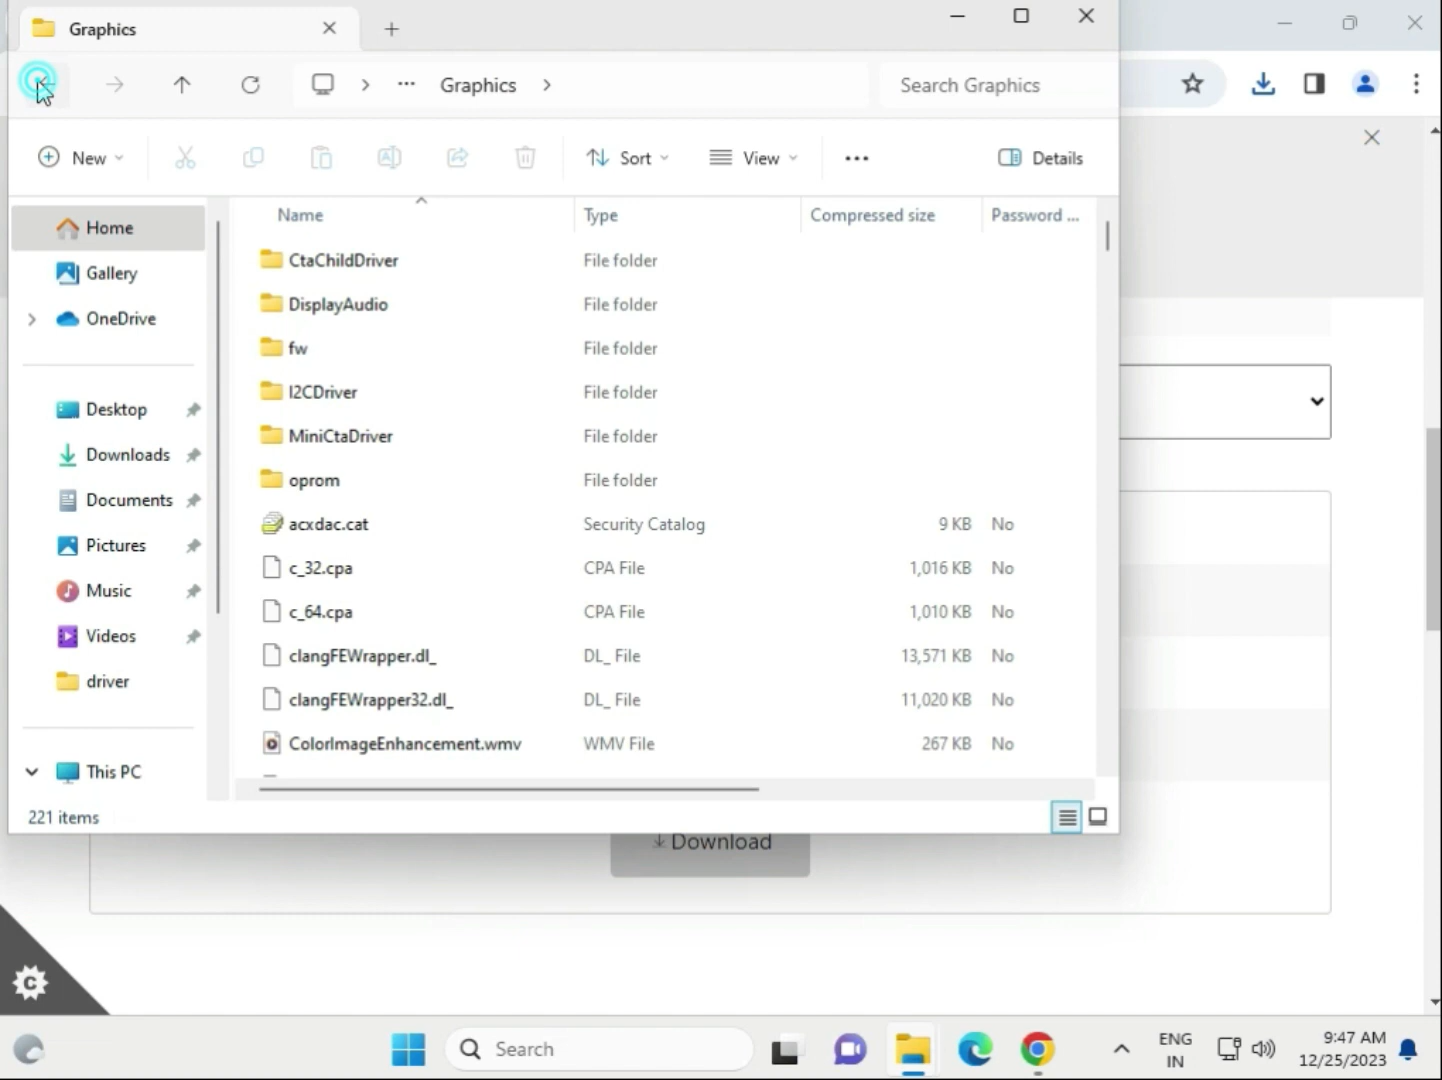 Graphics
Graphics
Search Graphics
New
Sort
View
Details
Name
Type
Compressed size
Password ...
Home
Gallery
OneDrive
Desktop
Downloads
Documents
Pictures
Music
Videos
driver
This PC
CtaChildDriver File folder
DisplayAudio File folder
fw File folder
I2CDriver File folder
MiniCtaDriver File folder
oprom File folder
acxdac.cat Security Catalog 9 KB No
c_32.cpa CPA File 1,016 KB No
c_64.cpa CPA File 1,010 KB No
clangFEWrapper.dl_ DL_ File 13,571 KB No
clangFEWrapper32.dl_ DL_ File 11,020 KB No
ColorImageEnhancement.wmv WMV File 267 KB No
221 items
Download
C
Search
ENG
IN
9:47 AM
12/25/2023